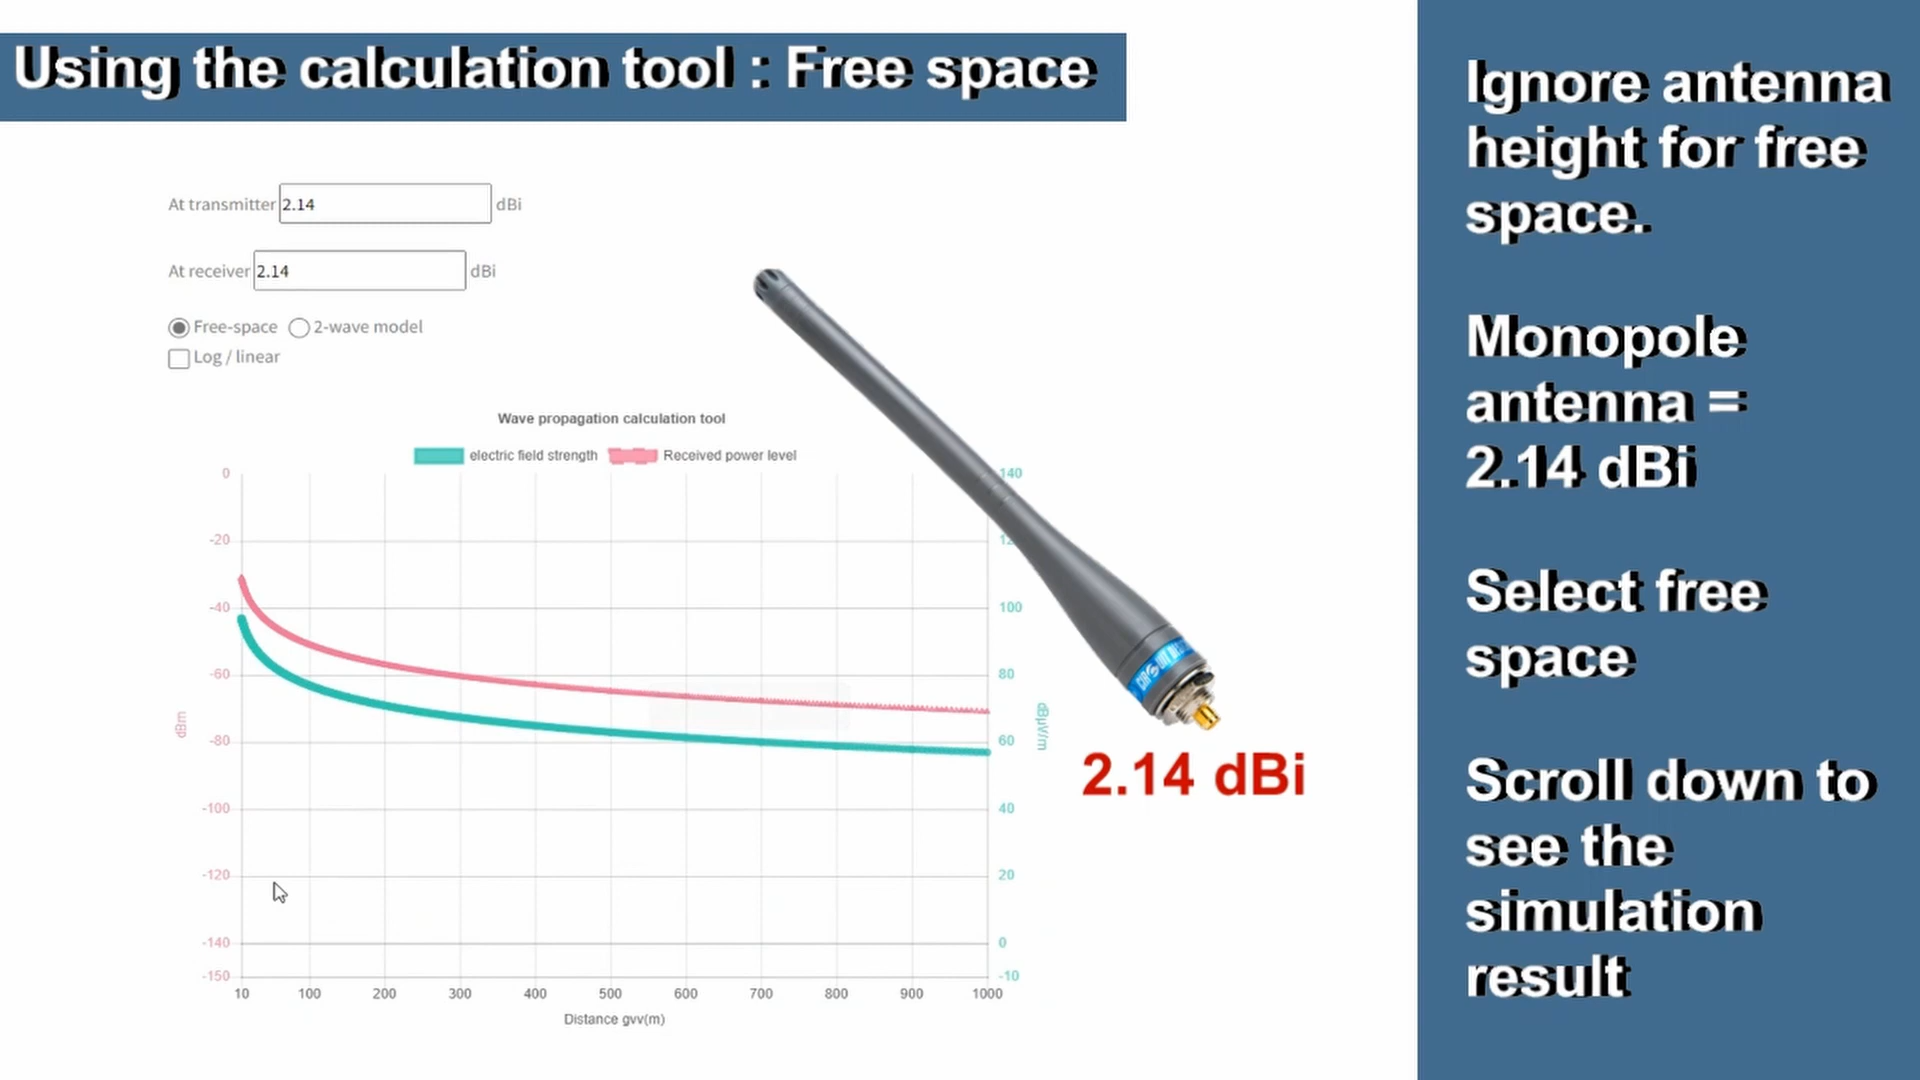 Using the calculation tool : Free space
At transmitter 2.14 dBi
At receiver 2.14 dBi
Free-space 2-wave model
Log / linear
Wave propagation calculation tool
electric field strength Received power level
0
-20
-40
-60
-80
-100
-120
-140
-150
dBm
140
100
80
60
40
20
0
-10
dBμV/m
10 100 200 300 400 500 600 700 800 900 1000
Distance gvv(m)
2.14 dBi
Ignore antenna
height for free
space.
Monopole
antenna =
2.14 dBi
Select free
space
Scroll down to
see the
simulation
result